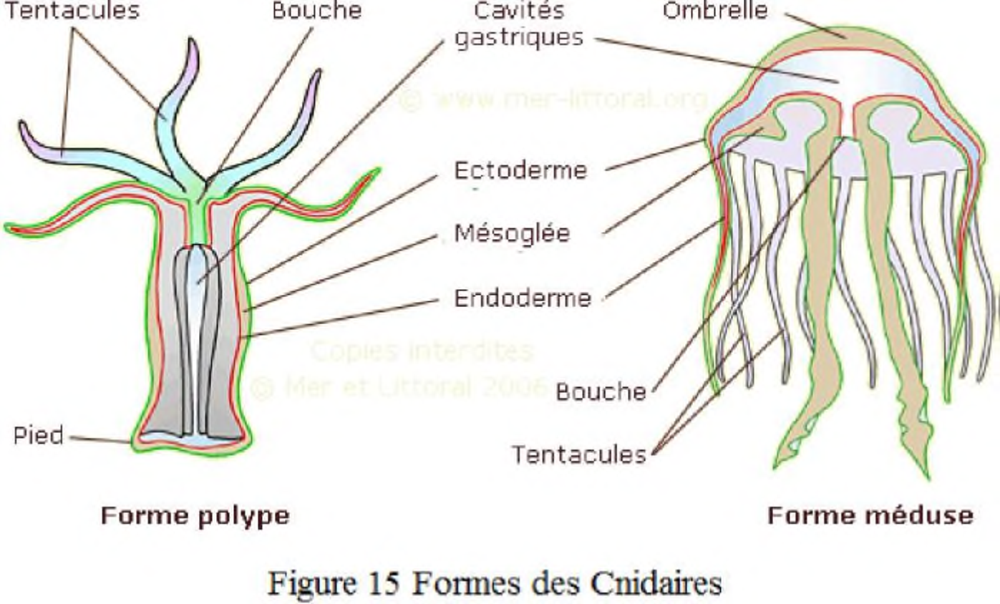 Tentacules
Bouche
Cavités
gastriques
Ombrelle
© www.mer-littoral.org
Ectoderme
Mésoglée
Endoderme
Copies interdites
© Mer et Littoral 2006
Bouche
Pied
Tentacules
Forme polype
Forme méduse
Figure 15 Formes des Cnidaires